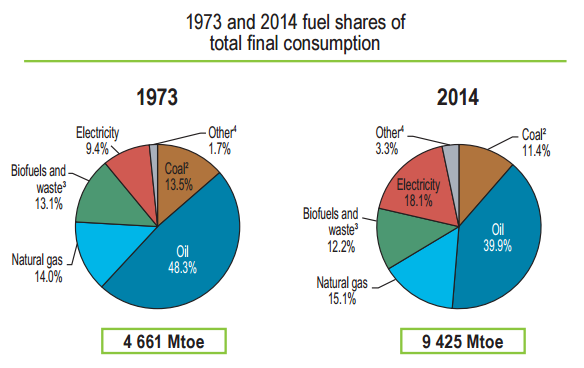 1973 and 2014 fuel shares of
total final consumption
1973
Electricity
9.4%
Other⁴
1.7%
Coal²
13.5%
Biofuels and
waste³
13.1%
Oil
48.3%
Natural gas
14.0%
4 661 Mtoe
2014
Other⁴
3.3%
Coal²
11.4%
Electricity
18.1%
Biofuels and
waste³
12.2%
Oil
39.9%
Natural gas
15.1%
9 425 Mtoe